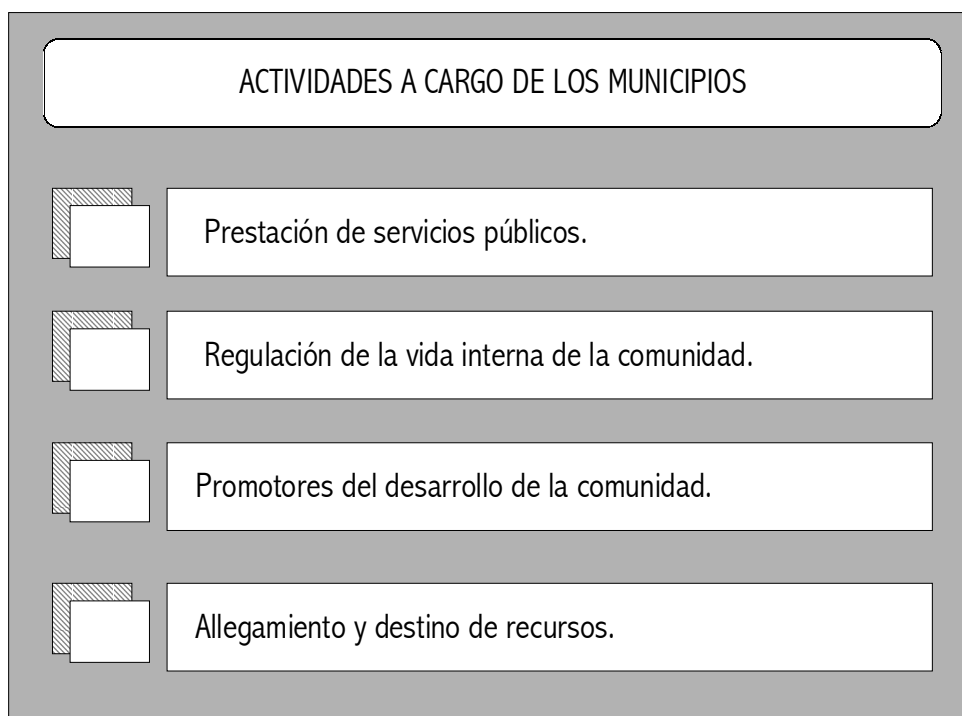 ACTIVIDADES A CARGO DE LOS MUNICIPIOS
Prestación de servicios públicos.
Regulación de la vida interna de la comunidad.
Promotores del desarrollo de la comunidad.
Allegamiento y destino de recursos.